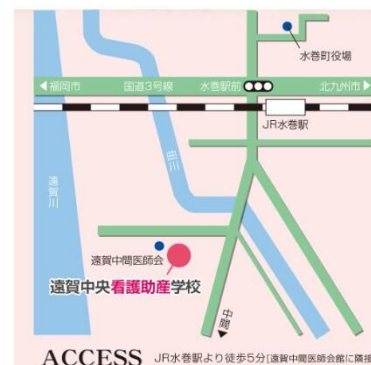 水巻町役場
◀福岡市 国道3号線 水巻駅前 北九州市▶
JR水巻駅
遠賀川
曲川
遠賀中間医師会
遠賀中央看護助産学校
中間▼
ACCESS JR水巻駅より徒歩5分[遠賀中間医師会館に隣接